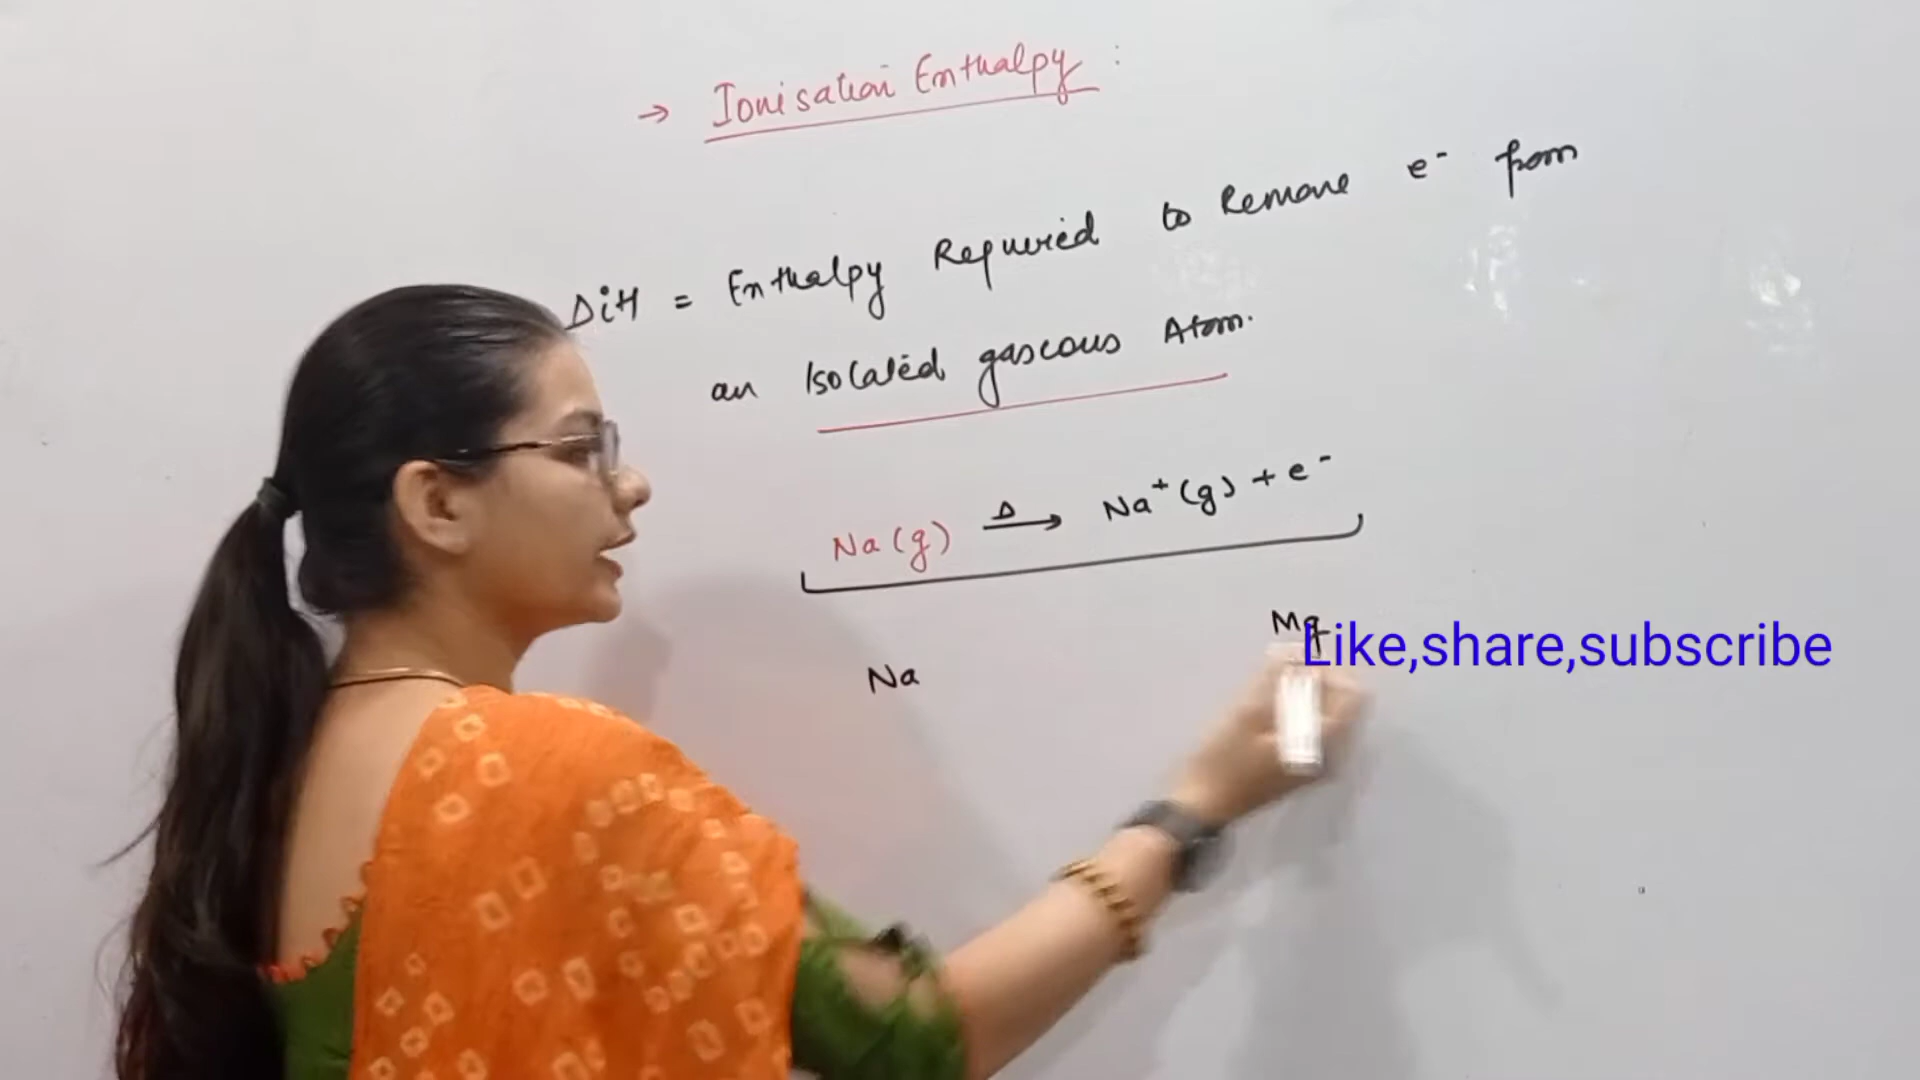 → Ionisation Enthalpy :
ΔiH = Enthalpy Required to Remove e⁻ from
an Isolated gaseous Atom.
Na(g) Δ→ Na⁺(g) + e⁻
Na
Mg
Like,share,subscribe